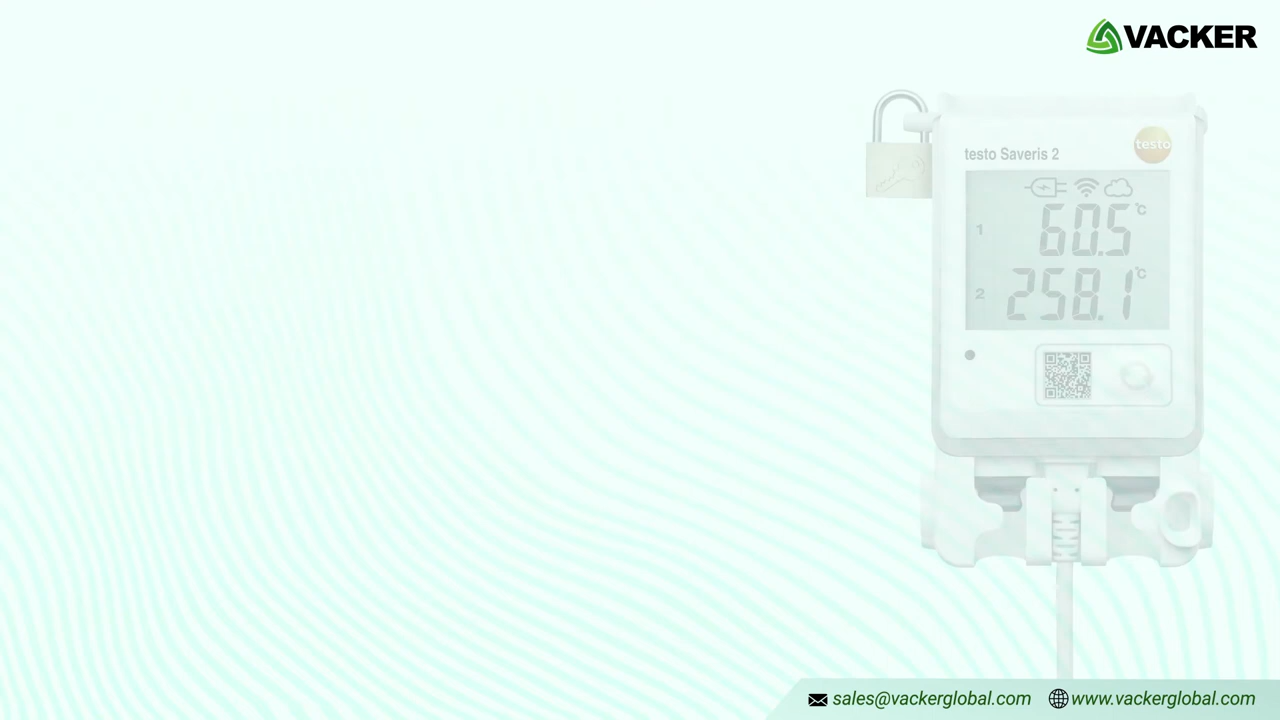 VACKER
testo Saveris 2
testo
1
60.5 °C
2
258.1 °C
sales@vackerglobal.com
www.vackerglobal.com